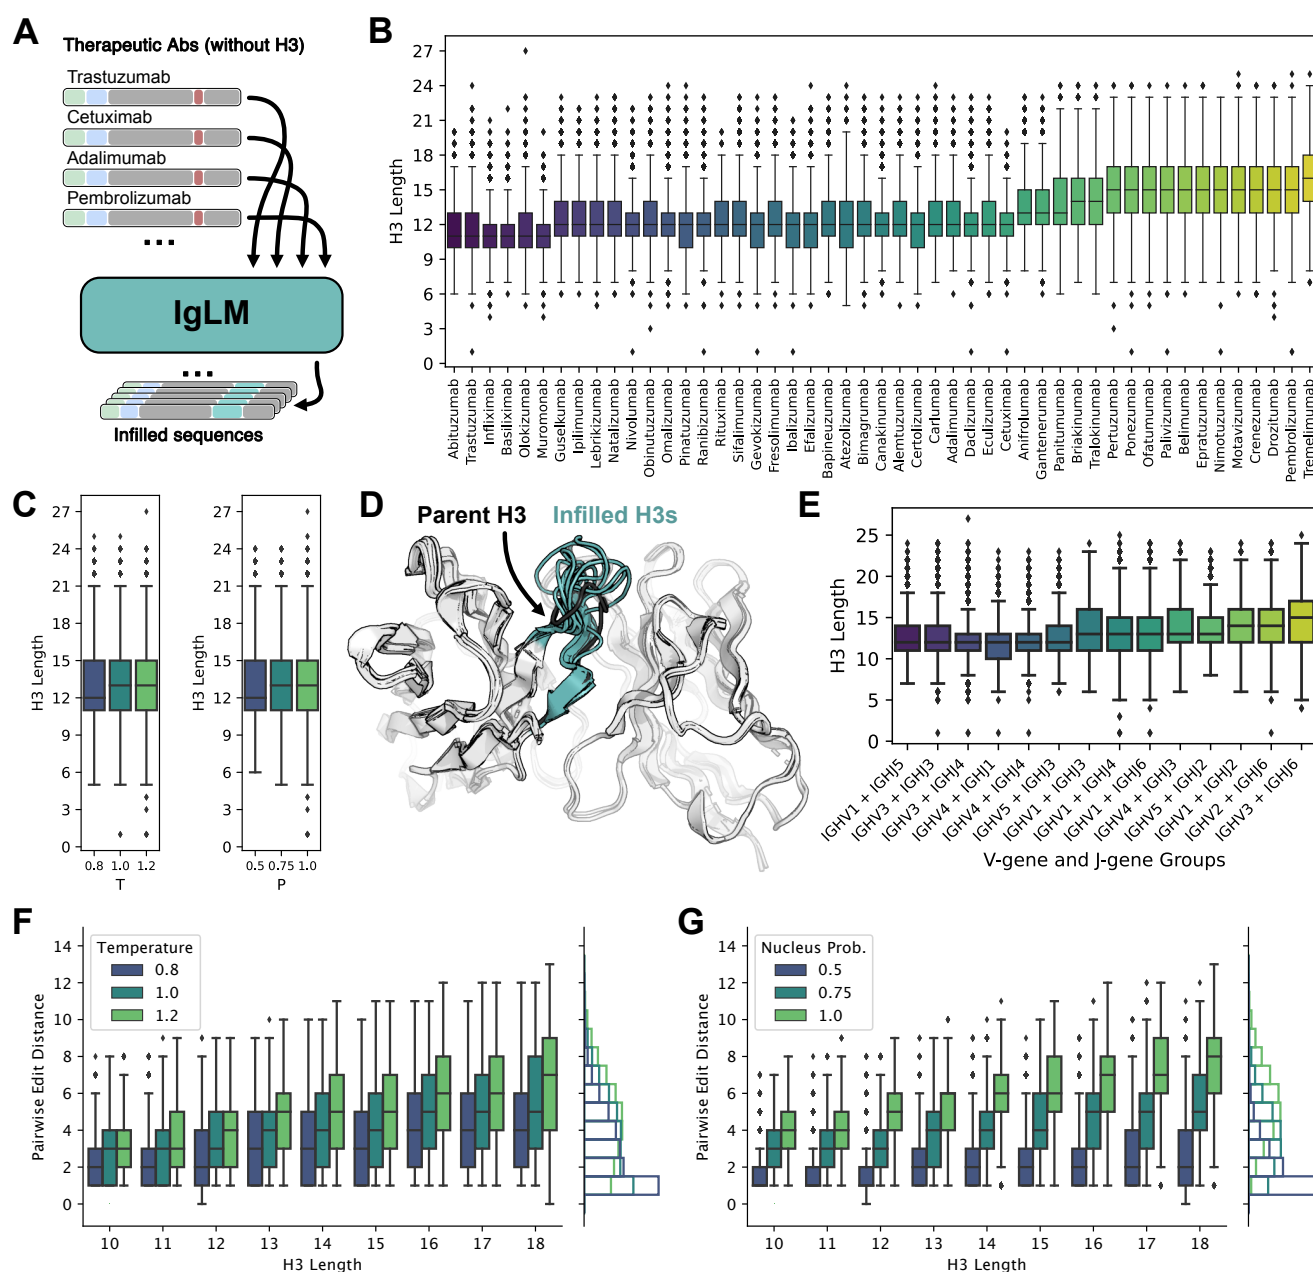 A
Therapeutic Abs (without H3)
Trastuzumab
Cetuximab
Adalimumab
Pembrolizumab
...
IgLM
...
Infilled sequences
B
H3 Length
27
24
21
18
15
12
9
6
3
0
Abituzumab
Trastuzumab
Infliximab
Basiliximab
Olokizumab
Muromonab
Guselkumab
Ipilimumab
Lebrikizumab
Natalizumab
Nivolumab
Obinutuzumab
Omalizumab
Pinatuzumab
Ranibizumab
Rituximab
Sifalimumab
Gevokizumab
Fresolimumab
Ibalizumab
Efalizumab
Bapineuzumab
Atezolizumab
Bimagrumab
Canakinumab
Alemtuzumab
Certolizumab
Carlumab
Adalimumab
Daclizumab
Eculizumab
Cetuximab
Anifrolumab
Gantenerumab
Panitumumab
Briakinumab
Tralokinumab
Pertuzumab
Ponezumab
Ofatumumab
Palivizumab
Belimumab
Epratuzumab
Nimotuzumab
Motavizumab
Crenezumab
Drozitumab
Pembrolizumab
Tremelimumab
C
H3 Length
27
24
21
18
15
12
9
6
3
0
0.8 1.0 1.2
T
H3 Length
27
24
21
18
15
12
9
6
3
0
0.5 0.75 1.0
P
D
Parent H3 Infilled H3s
E
H3 Length
25
20
15
10
5
0
IGHV1 + IGHJ5
IGHV3 + IGHJ3
IGHV3 + IGHJ4
IGHV4 + IGHJ1
IGHV4 + IGHJ4
IGHV5 + IGHJ3
IGHV1 + IGHJ3
IGHV1 + IGHJ4
IGHV1 + IGHJ6
IGHV4 + IGHJ3
IGHV5 + IGHJ2
IGHV1 + IGHJ2
IGHV2 + IGHJ6
IGHV3 + IGHJ6
V-gene and J-gene Groups
F
Pairwise Edit Distance
14
12
10
8
6
4
2
0
Temperature
0.8
1.0
1.2
10 11 12 13 14 15 16 17 18
H3 Length
G
Pairwise Edit Distance
14
12
10
8
6
4
2
0
Nucleus Prob.
0.5
0.75
1.0
10 11 12 13 14 15 16 17 18
H3 Length